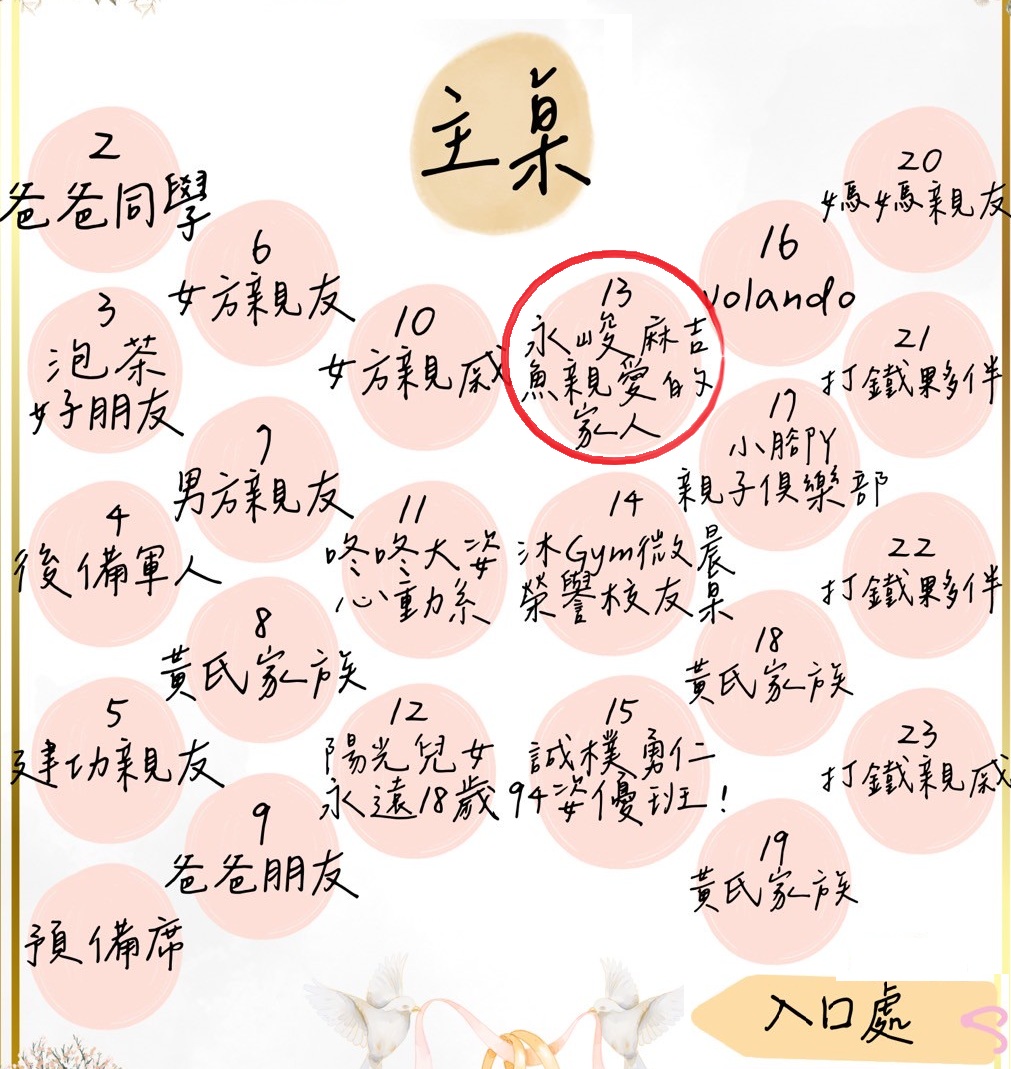 主桌
2
爸爸同學
3
泡茶
好子朋友
4
後備軍人
5
建功親友
預備席
6
女方親友
7
男方親友
8
黃氏家族
9
爸爸朋友
10
女方親戚
11
咚咚大姿
心動系
12
陽光兒女
永遠18歲
13
永峻麻吉
魚親愛的
家人
14
沐Gym微晨
榮譽校友杲
15
誠樸勇仁
94姿優班!
16
yolando
17
小腳丫
親子俱樂部
18
黃氏家族
19
黃氏家族
20
媽媽親友
21
打鐵夥伴
22
打鐵夥伴
23
打鐵親戚
入口處